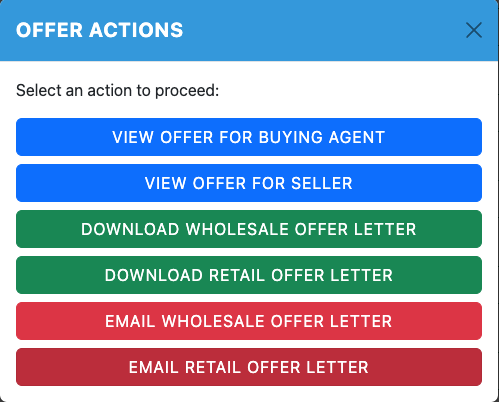 OFFER ACTIONS
Select an action to proceed:
VIEW OFFER FOR BUYING AGENT
VIEW OFFER FOR SELLER
DOWNLOAD WHOLESALE OFFER LETTER
DOWNLOAD RETAIL OFFER LETTER
EMAIL WHOLESALE OFFER LETTER
EMAIL RETAIL OFFER LETTER